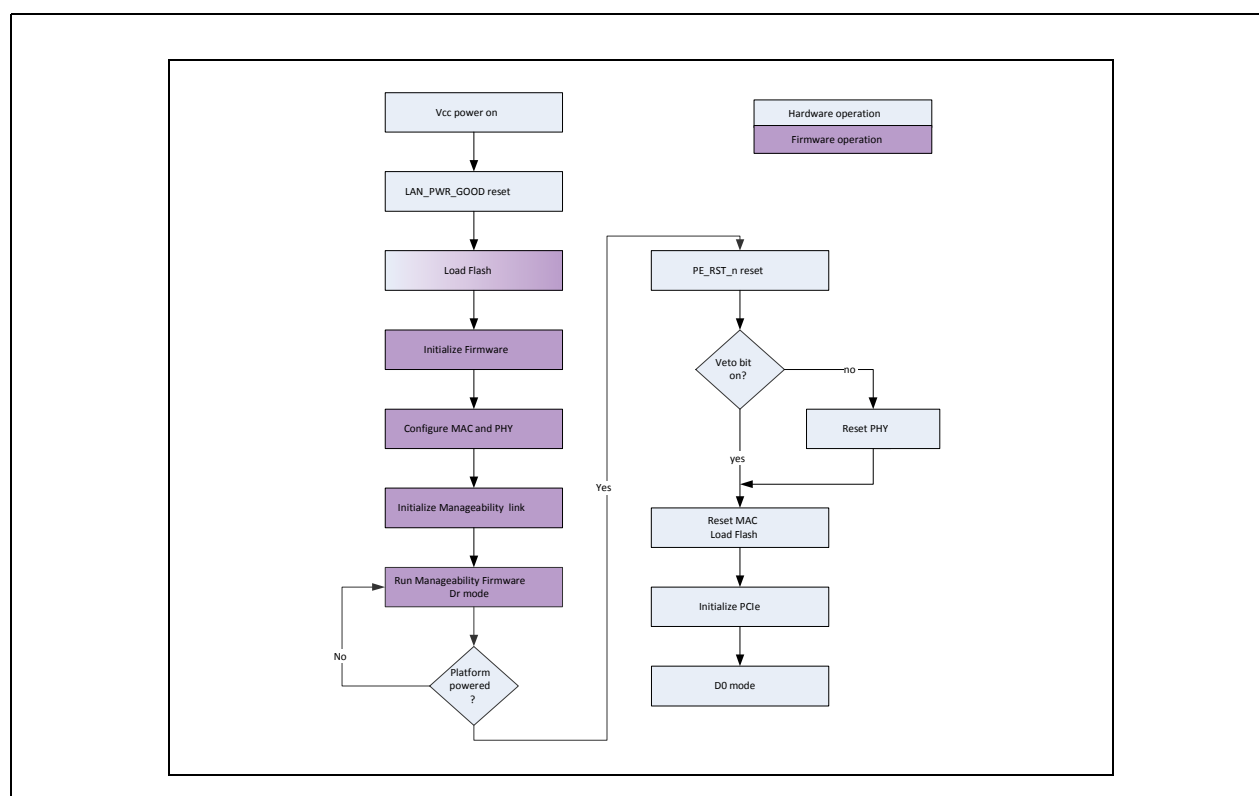 Vcc power on
LAN_PWR_GOOD reset
Load Flash
Initialize Firmware
Configure MAC and PHY
Initialize Manageability link
Run Manageability Firmware
Dr mode
No
Platform
powered
?
Yes
Hardware operation
Firmware operation
PE_RST_n reset
Veto bit
on?
no
Reset PHY
yes
Reset MAC
Load Flash
Initialize PCIe
D0 mode